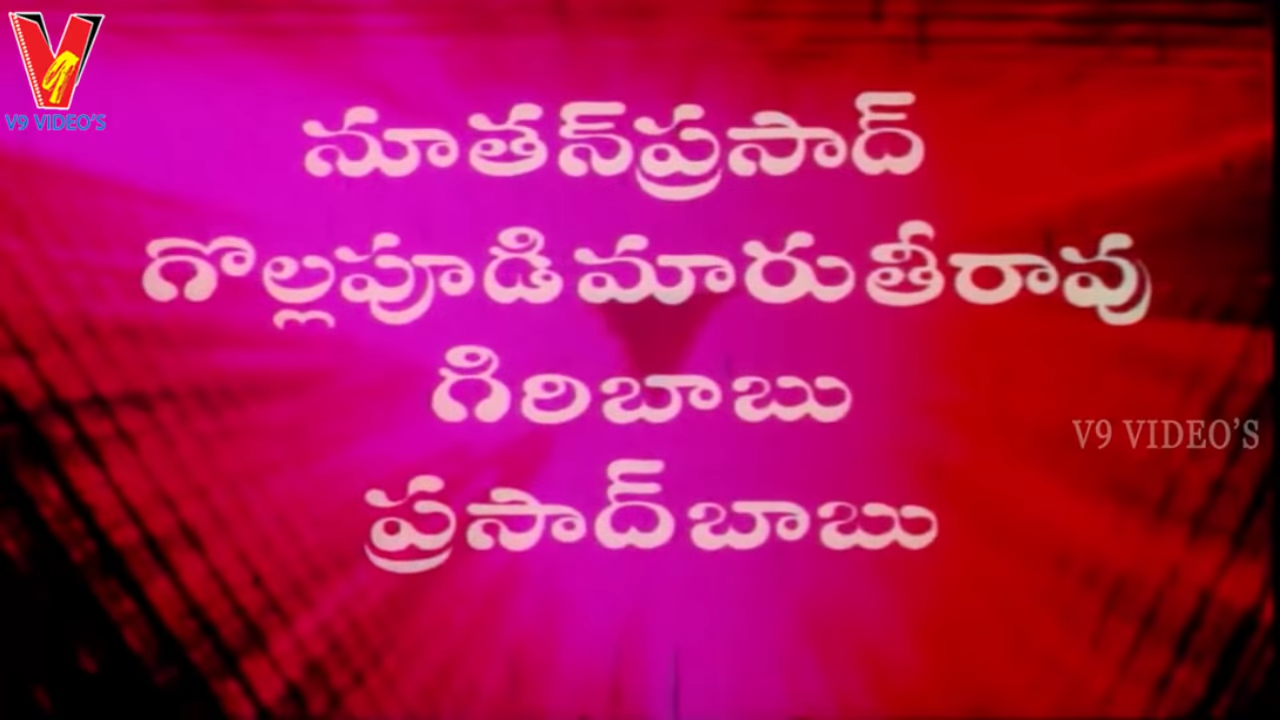 V9 VIDEO'S
నూతన్ ప్రసాద్
గొల్లపూడి మారుతీరావు
గిరిబాబు
V9 VIDEO'S
ప్రసాద్ బాబు